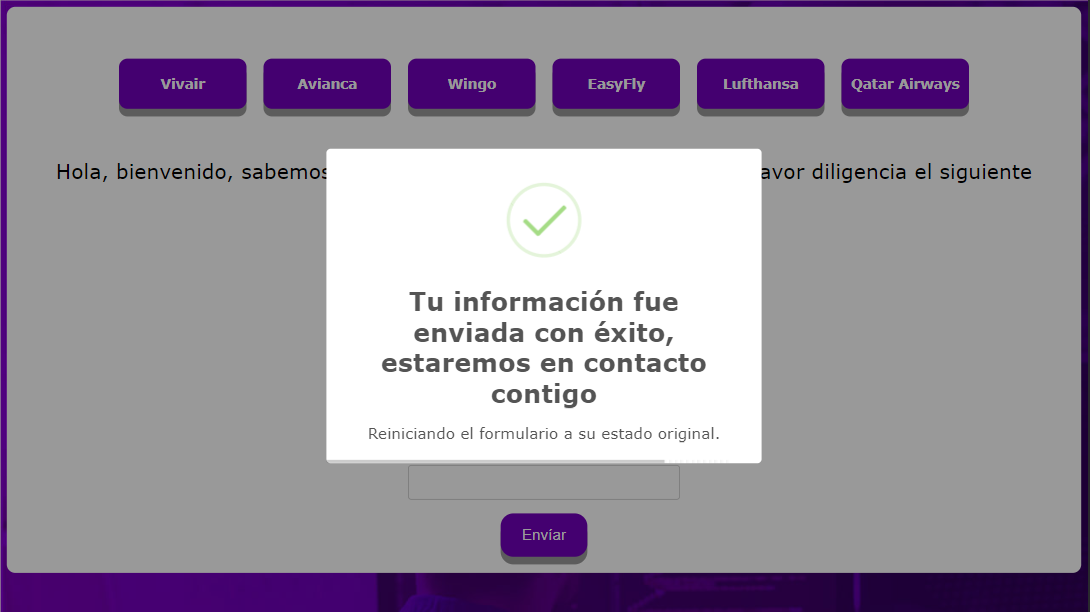 Vivair Avianca Wingo EasyFly Lufthansa Qatar Airways
Hola, bienvenido, sabemos avor diligencia el siguiente
Tu información fue
enviada con éxito,
estaremos en contacto
contigo
Reiniciando el formulario a su estado original.
Envíar